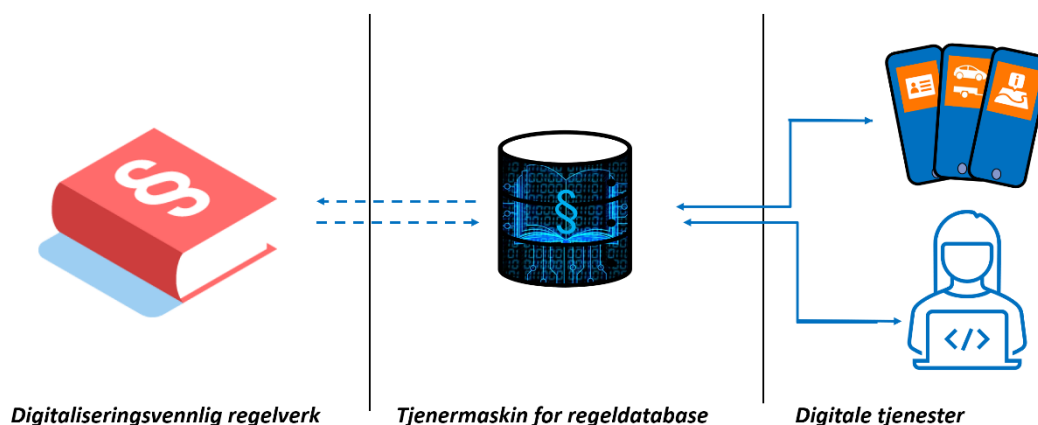 §
§
</>
Digitaliseringsvennlig regelverk
Tjenermaskin for regeldatabase
Digitale tjenester